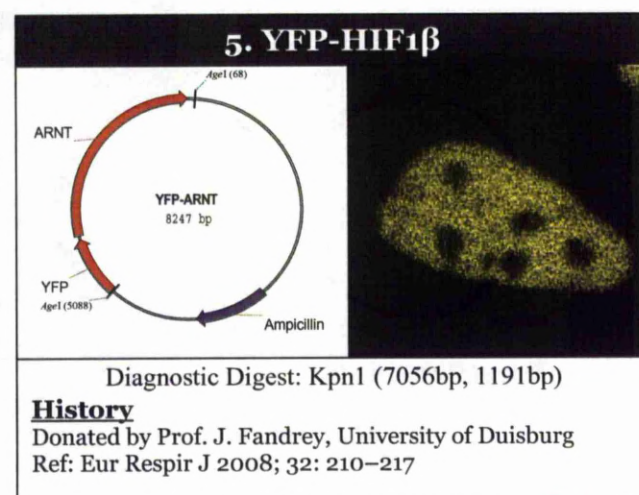 5. YFP-HIF1β
AgeI (68)
ARNT
YFP-ARNT
8247 bp
YFP
AgeI (5088)
Ampicillin
Diagnostic Digest: Kpn1 (7056bp, 1191bp)
History
Donated by Prof. J. Fandrey, University of Duisburg
Ref: Eur Respir J 2008; 32: 210–217